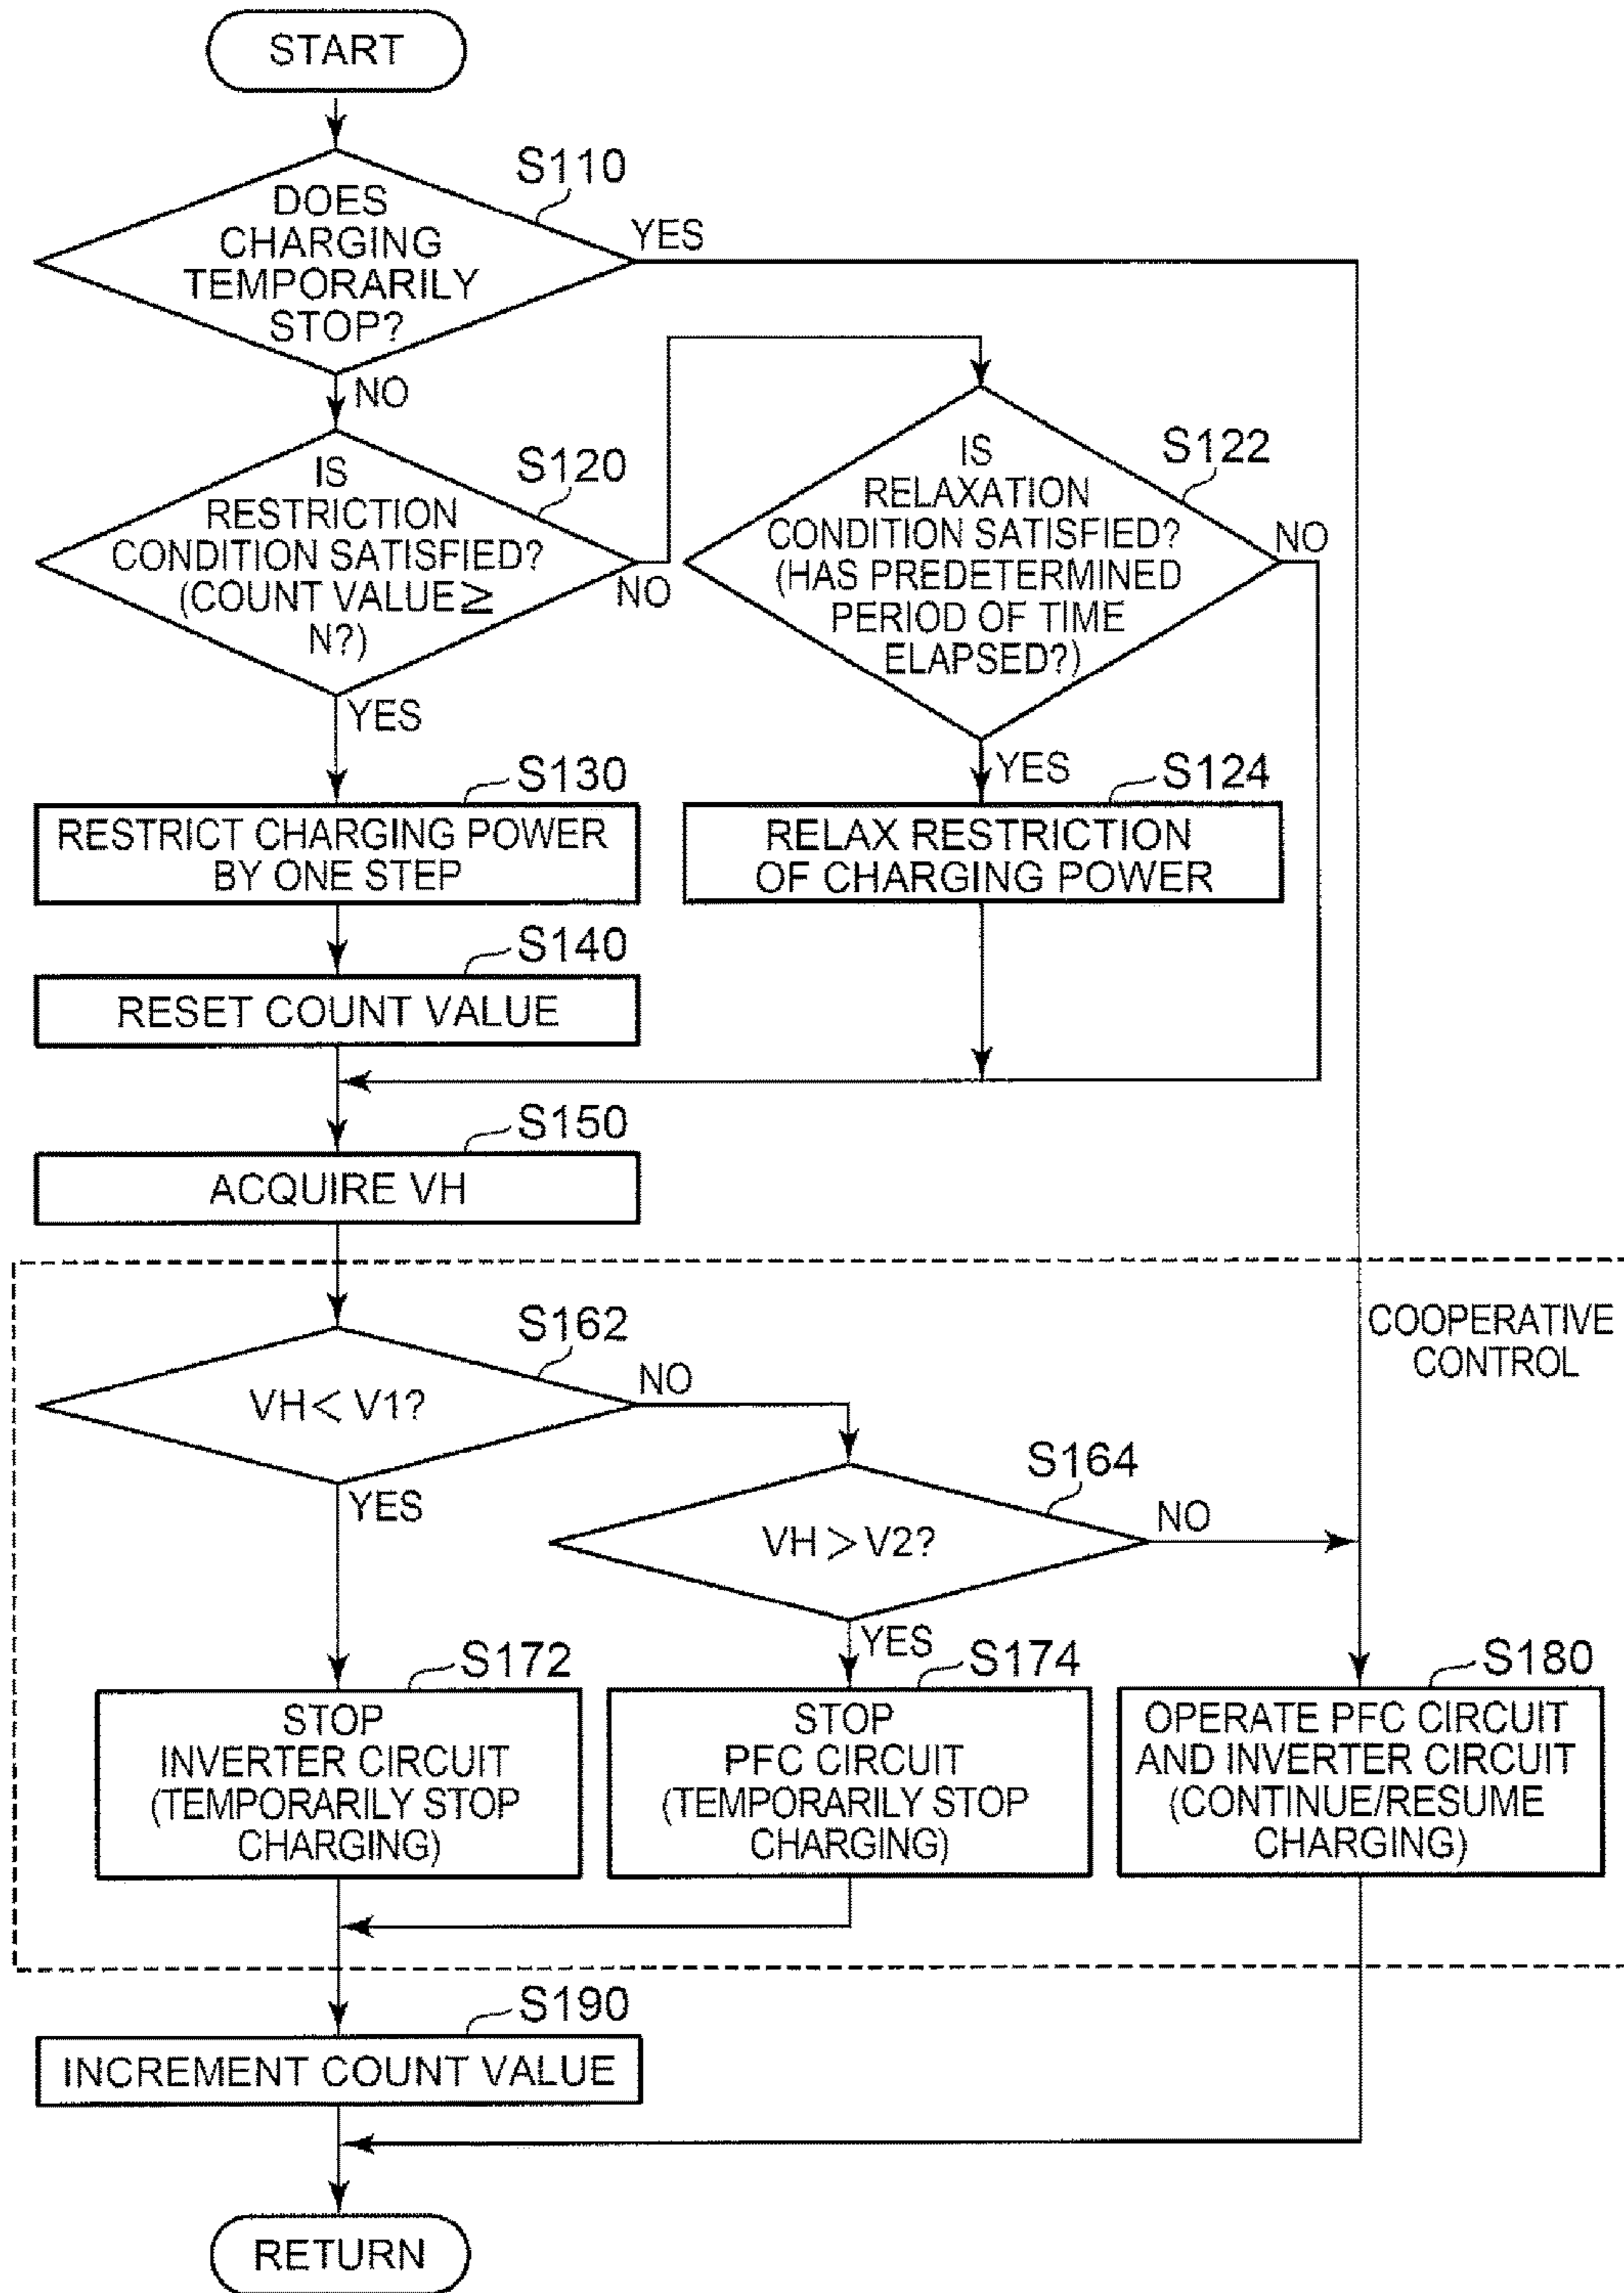 START
S110
DOES
CHARGING
TEMPORARILY
STOP?
YES
NO
S120
IS
RESTRICTION
CONDITION SATISFIED?
(COUNT VALUE ≥
N?)
NO
YES
S122
IS
RELAXATION
CONDITION SATISFIED?
(HAS PREDETERMINED
PERIOD OF TIME
ELAPSED?)
NO
YES
S130
RESTRICT CHARGING POWER
BY ONE STEP
S124
RELAX RESTRICTION
OF CHARGING POWER
S140
RESET COUNT VALUE
S150
ACQUIRE VH
COOPERATIVE
CONTROL
S162
VH < V1?
NO
YES
S164
VH > V2?
NO
YES
S172
STOP
INVERTER CIRCUIT
(TEMPORARILY STOP
CHARGING)
S174
STOP
PFC CIRCUIT
(TEMPORARILY STOP
CHARGING)
S180
OPERATE PFC CIRCUIT
AND INVERTER CIRCUIT
(CONTINUE/RESUME
CHARGING)
S190
INCREMENT COUNT VALUE
RETURN